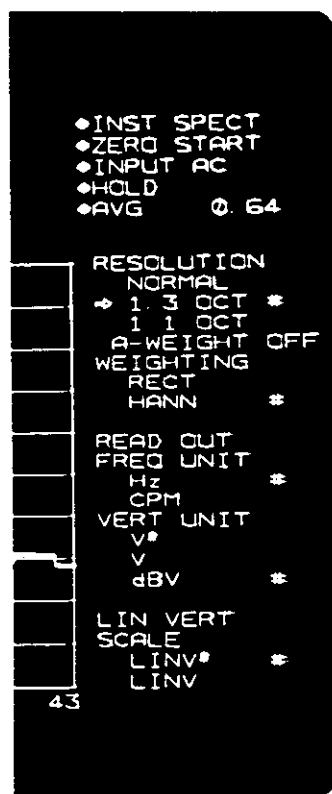 ◆INST SPECT
◆ZERO START
◆INPUT AC
◆HOLD
◆AVG 0.64
RESOLUTION
NORMAL
➩ 1.3 OCT #
1 1 OCT
A-WEIGHT OFF
WEIGHTING
RECT
HANN #
READ OUT
FREQ UNIT
Hz #
CPM
VERT UNIT
V*
V
dBV #
LIN VERT
SCALE
LINV* #
LINV
43